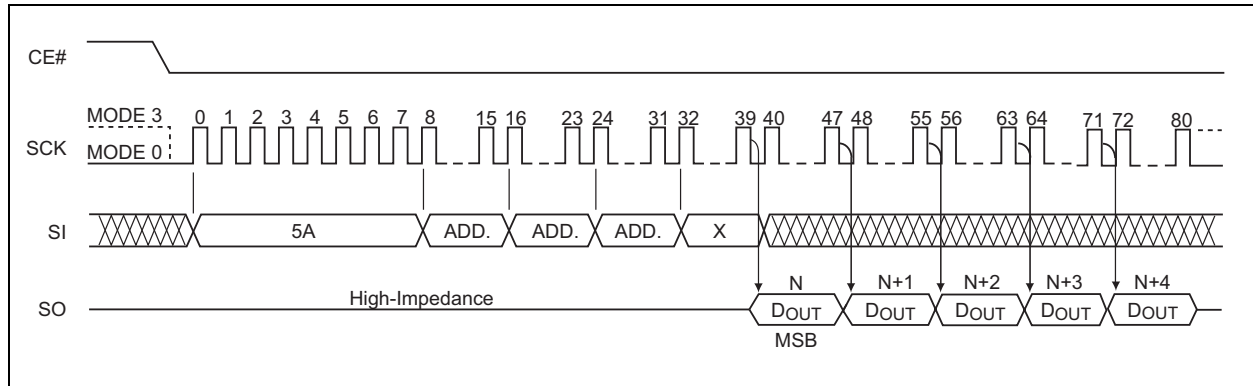 CE#
MODE 3
SCK
MODE 0
0 1 2 3 4 5 6 7 8 15 16 23 24 31 32 39 40 47 48 55 56 63 64 71 72 80
SI
5A ADD. ADD. ADD. X
N N+1 N+2 N+3 N+4
SO
High-Impedance
DOUT DOUT DOUT DOUT DOUT
MSB